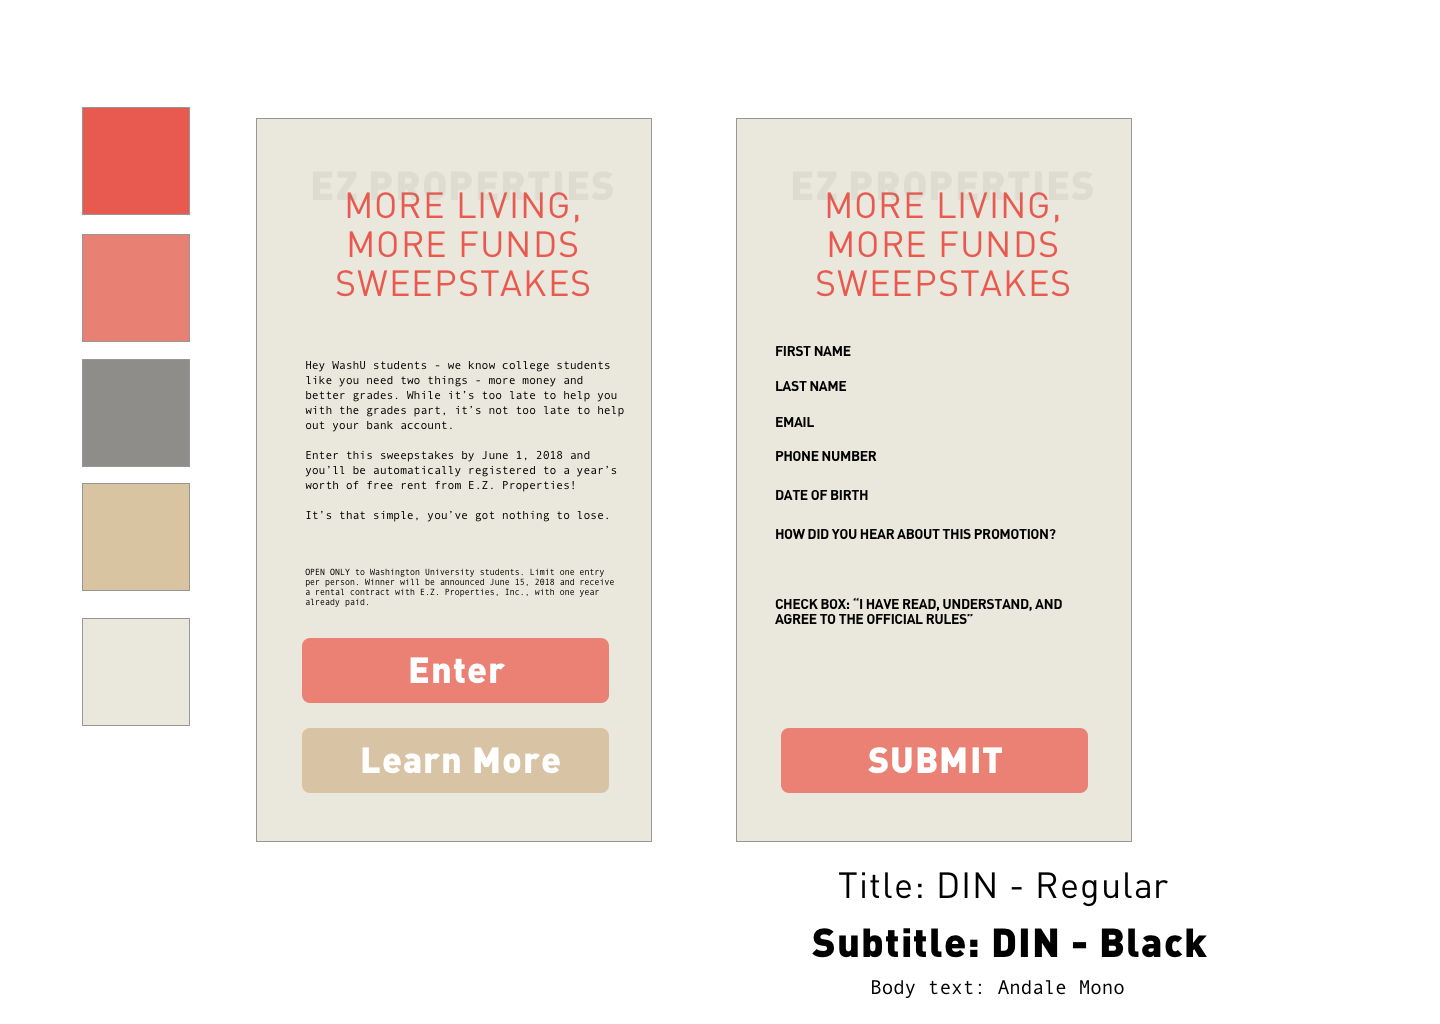 EZ PROPERTIES
MORE LIVING,
MORE FUNDS
SWEEPSTAKES
Hey WashU students - we know college students
like you need two things - more money and
better grades. While it’s too late to help you
with the grades part, it’s not too late to help
out your bank account.
Enter this sweepstakes by June 1, 2018 and
you’ll be automatically registered to a year’s
worth of free rent from E.Z. Properties!
It’s that simple, you’ve got nothing to lose.
OPEN ONLY to Washington University students. Limit one entry
per person. Winner will be announced June 15, 2018 and receive
a rental contract with E.Z. Properties, Inc., with one year
already paid.
Enter
Learn More
EZ PROPERTIES
MORE LIVING,
MORE FUNDS
SWEEPSTAKES
FIRST NAME
LAST NAME
EMAIL
PHONE NUMBER
DATE OF BIRTH
HOW DID YOU HEAR ABOUT THIS PROMOTION?
CHECK BOX: “I HAVE READ, UNDERSTAND, AND
AGREE TO THE OFFICIAL RULES”
SUBMIT
Title: DIN - Regular
Subtitle: DIN - Black
Body text: Andale Mono